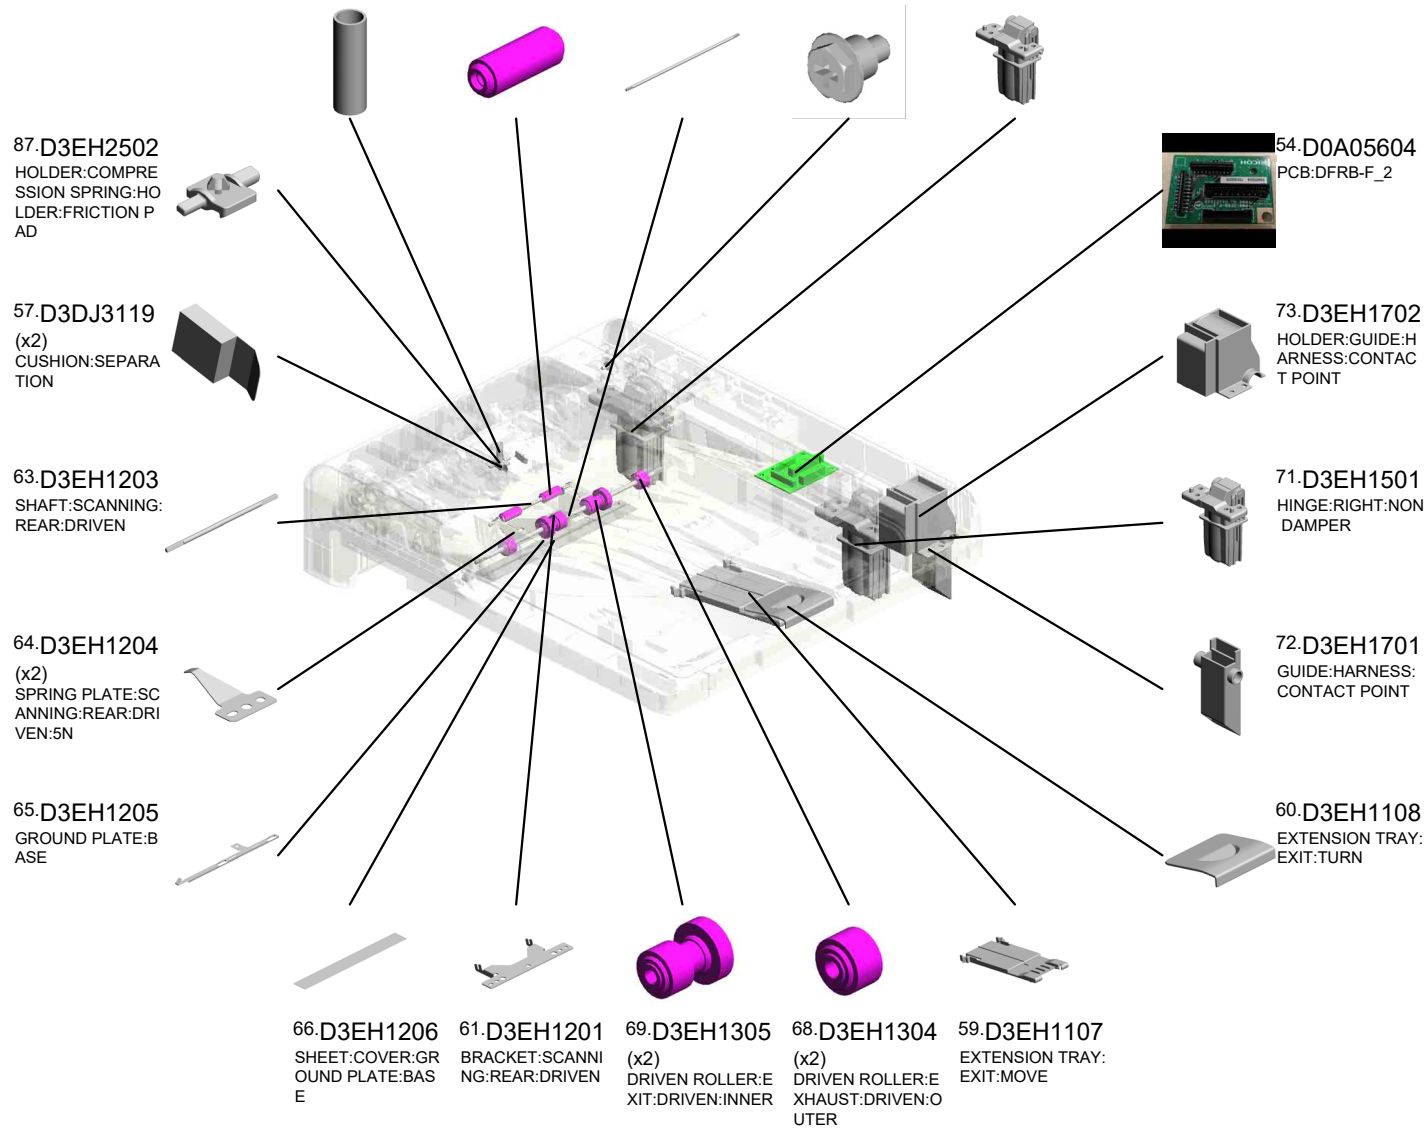 87.D3EH2502
HOLDER:COMPRE
SSION SPRING:HO
LDER:FRICTION P
AD
57.D3DJ3119
(x2)
CUSHION:SEPARA
TION
63.D3EH1203
SHAFT:SCANNING:
REAR:DRIVEN
64.D3EH1204
(x2)
SPRING PLATE:SC
ANNING:REAR:DRI
VEN:5N
65.D3EH1205
GROUND PLATE:B
ASE
66.D3EH1206
SHEET:COVER:GR
OUND PLATE:BAS
E
61.D3EH1201
BRACKET:SCANNI
NG:REAR:DRIVEN
69.D3EH1305
(x2)
DRIVEN ROLLER:E
XIT:DRIVEN:INNER
68.D3EH1304
(x2)
DRIVEN ROLLER:E
XHAUST:DRIVEN:O
UTER
59.D3EH1107
EXTENSION TRAY:
EXIT:MOVE
54.D0A05604
PCB:DFRB-F_2
RICOH
73.D3EH1702
HOLDER:GUIDE:H
ARNESS:CONTAC
T POINT
71.D3EH1501
HINGE:RIGHT:NON
DAMPER
72.D3EH1701
GUIDE:HARNESS:
CONTACT POINT
60.D3EH1108
EXTENSION TRAY:
EXIT:TURN